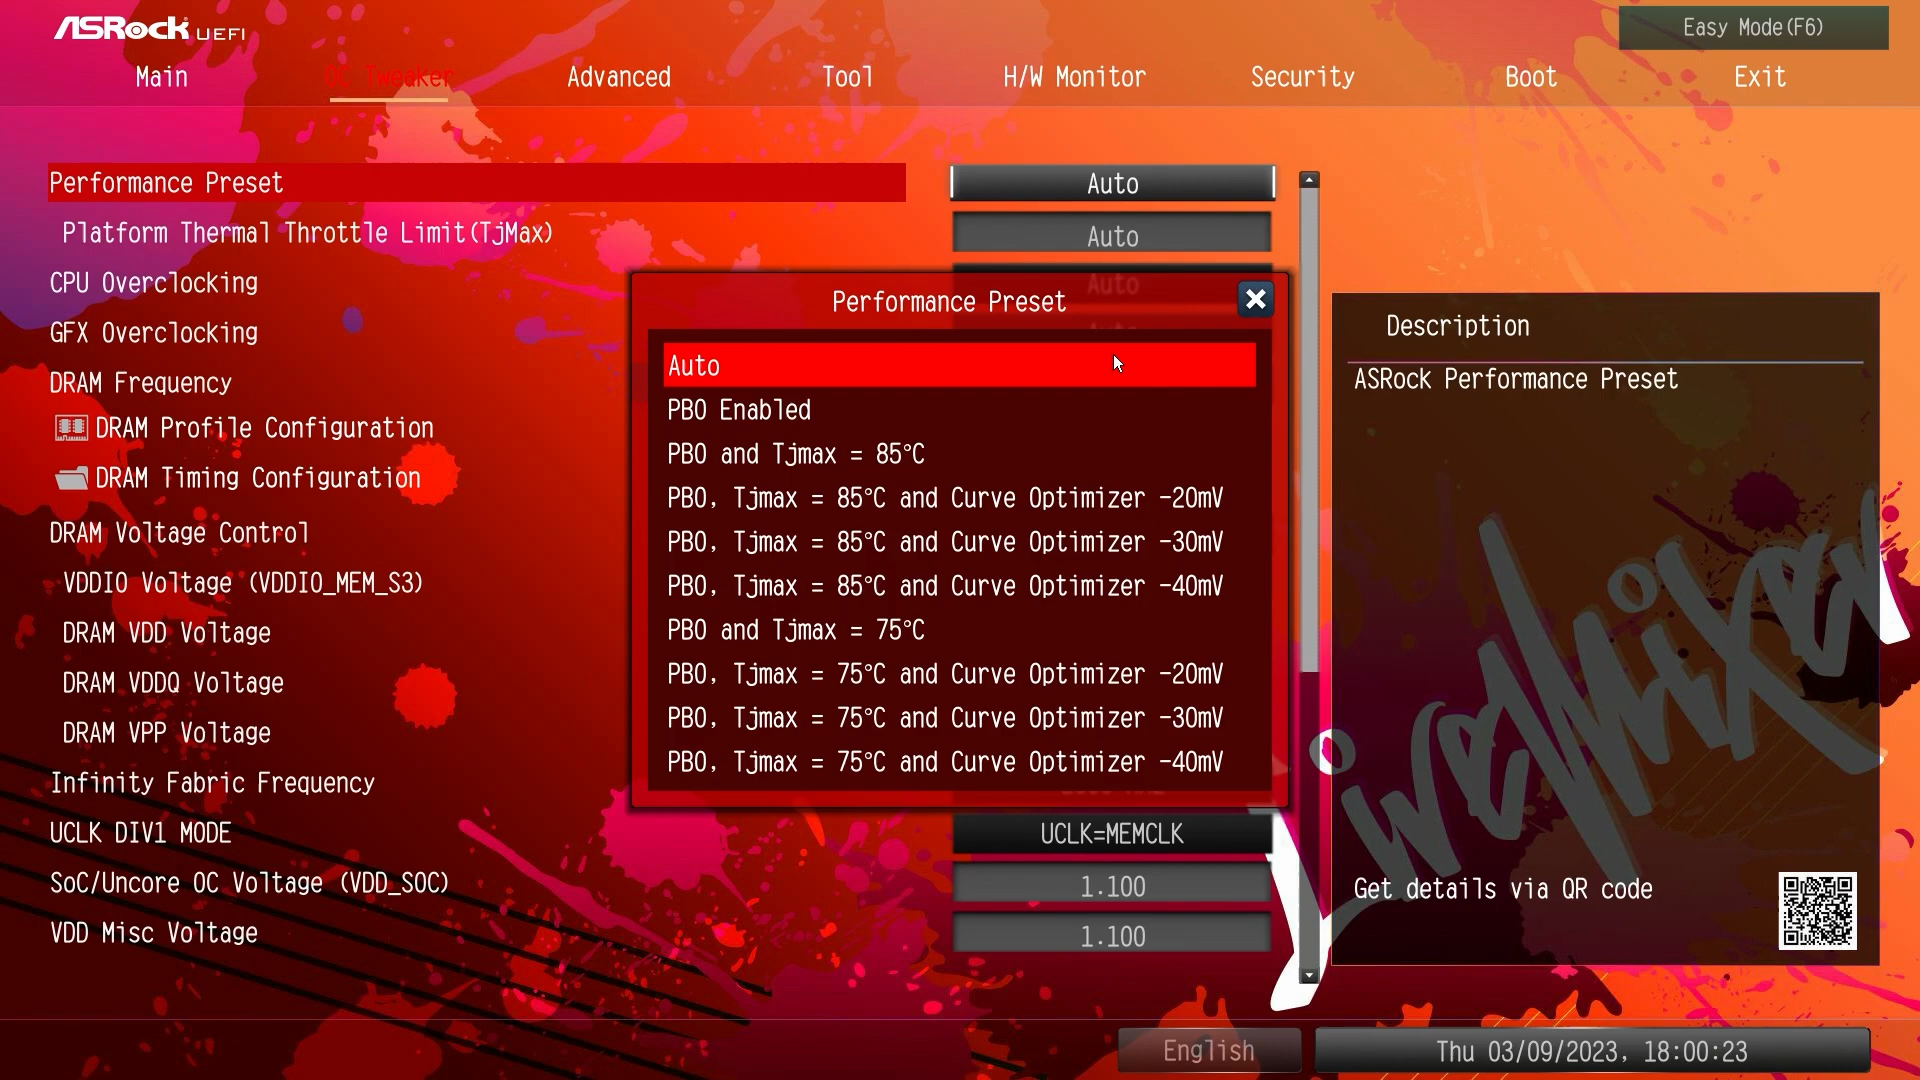 ASRock UEFI
Easy Mode(F6)
Main OC Tweaker Advanced Tool H/W Monitor Security Boot Exit
Performance Preset Auto
Platform Thermal Throttle Limit(TjMax) Auto
CPU Overclocking Auto
GFX Overclocking
DRAM Frequency
DRAM Profile Configuration
DRAM Timing Configuration
DRAM Voltage Control
VDDIO Voltage (VDDIO_MEM_S3)
DRAM VDD Voltage
DRAM VDDQ Voltage
DRAM VPP Voltage
Infinity Fabric Frequency
UCLK DIV1 MODE UCLK=MEMCLK
SoC/Uncore OC Voltage (VDD_SOC) 1.100
VDD Misc Voltage 1.100
Performance Preset
Auto
PBO Enabled
PBO and Tjmax = 85°C
PBO, Tjmax = 85°C and Curve Optimizer -20mV
PBO, Tjmax = 85°C and Curve Optimizer -30mV
PBO, Tjmax = 85°C and Curve Optimizer -40mV
PBO and Tjmax = 75°C
PBO, Tjmax = 75°C and Curve Optimizer -20mV
PBO, Tjmax = 75°C and Curve Optimizer -30mV
PBO, Tjmax = 75°C and Curve Optimizer -40mV
Description
ASRock Performance Preset
LiveMixer
Get details via QR code
English
Thu 03/09/2023, 18:00:23